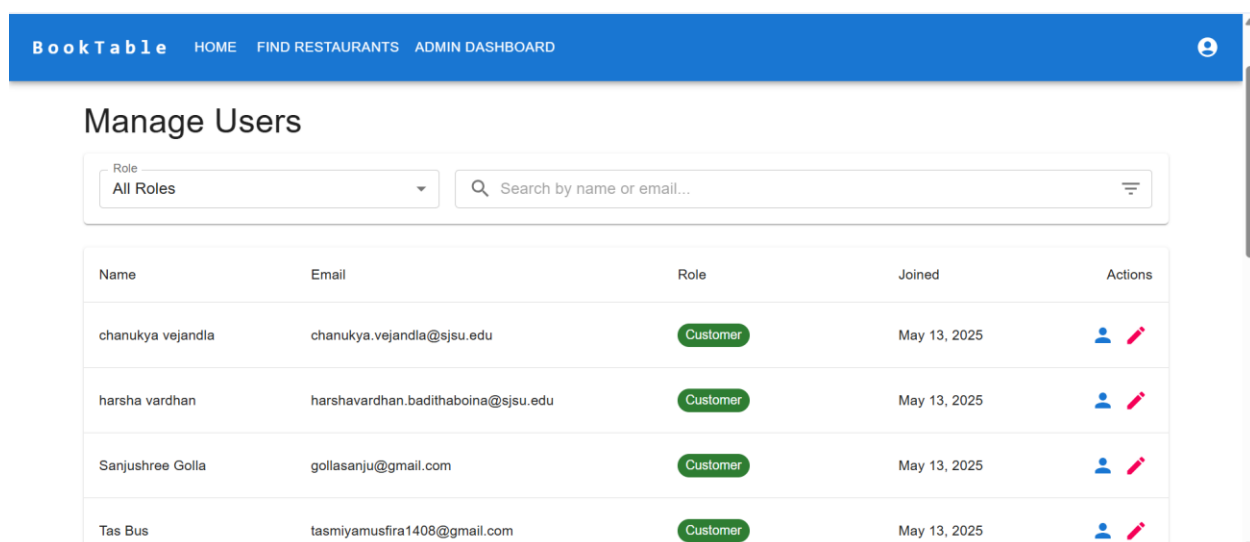 BookTable HOME FIND RESTAURANTS ADMIN DASHBOARD
Manage Users
Role
All Roles Search by name or email...
Name Email Role Joined Actions
chanukya vejandla chanukya.vejandla@sjsu.edu Customer May 13, 2025
harsha vardhan harshavardhan.badithaboina@sjsu.edu Customer May 13, 2025
Sanjushree Golla gollasanju@gmail.com Customer May 13, 2025
Tas Bus tasmiyamusfira1408@gmail.com Customer May 13, 2025